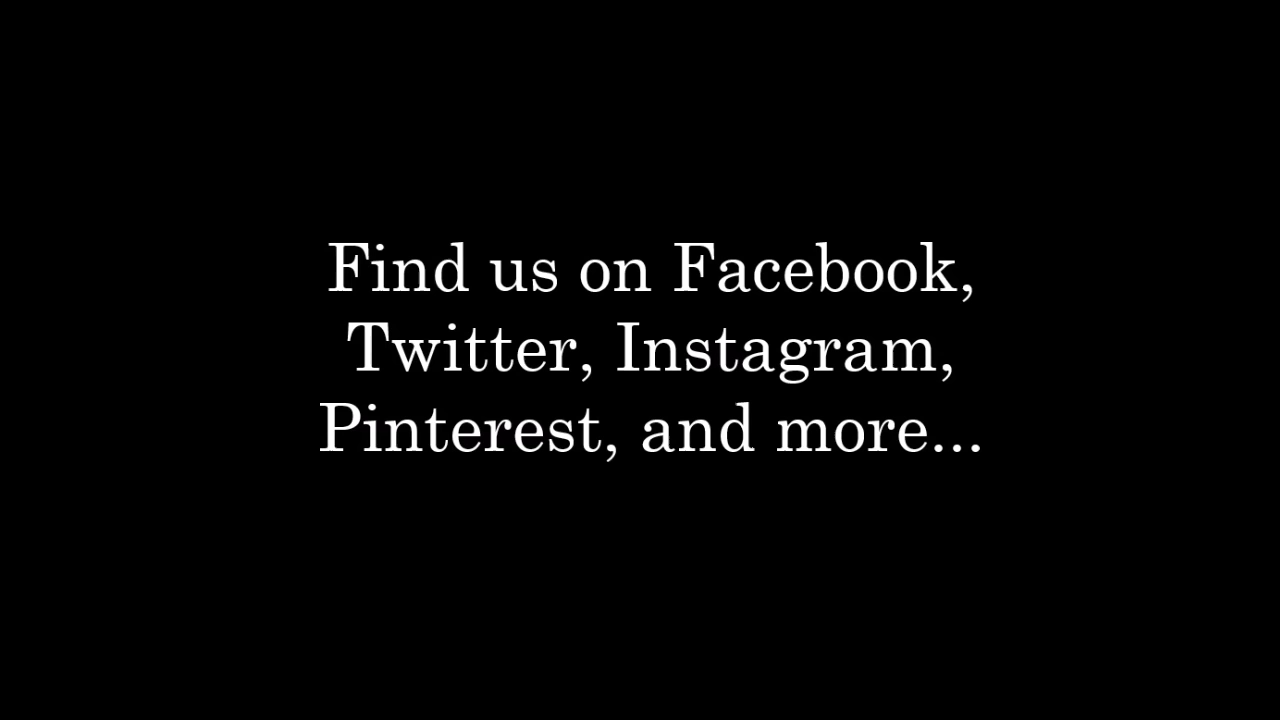 Find us on Facebook,
Twitter, Instagram,
Pinterest, and more...